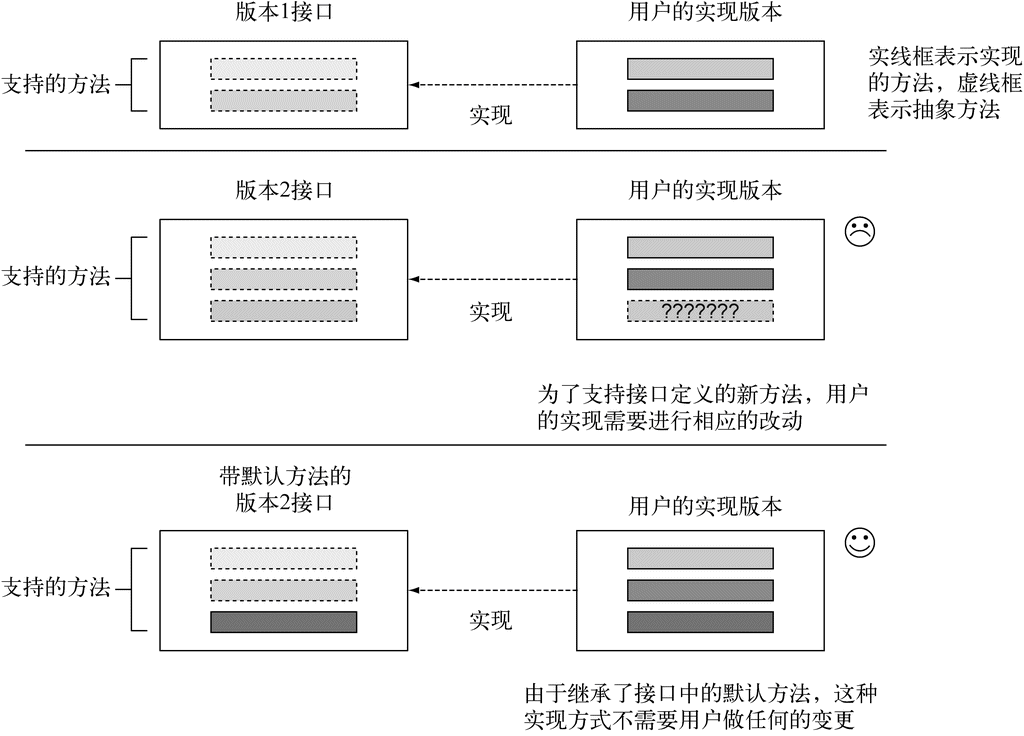 版本1接口
用户的实现版本
支持的方法
实现
实线框表示实现
的方法，虚线框
表示抽象方法
版本2接口
用户的实现版本
支持的方法
???????
实现
为了支持接口定义的新方法，用户
的实现需要进行相应的改动
带默认方法的
版本2接口
用户的实现版本
支持的方法
实现
由于继承了接口中的默认方法，这种
实现方式不需要用户做任何的变更